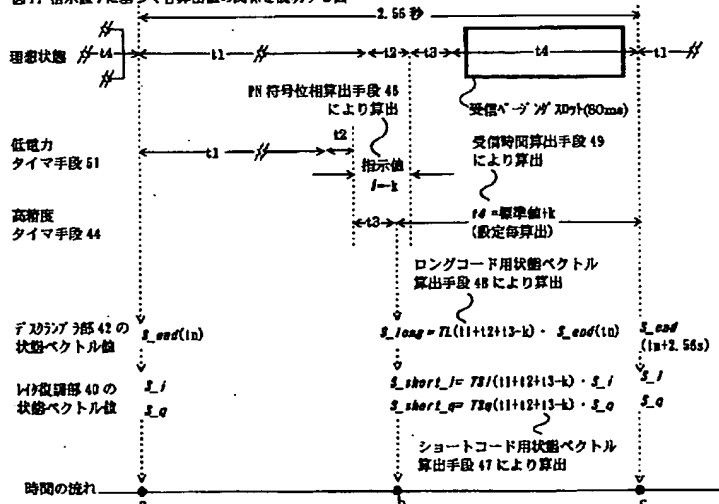 2.56 秒
理想状態
t4
t1
t2
t3
t4
t1
PN 符号位相算出手段 45
により算出
受信ページングスロット(80ms)
低電力
タイマ手段 51
t1
t2
指示値
i=-k
受信時間算出手段 49
により算出
高精度
タイマ手段 44
t3
t4 =標準値+k
(設定毎算出)
ロングコード用状態ベクトル
算出手段 48 により算出
デスクランブラ部 42 の
状態ベクトル値
S_end(tn)
S_long = TL(t1+t2+t3-k)・ S_end(tn)
S_end
(tn+2.56s)
レイク復調部 40 の
状態ベクトル値
S_i
S_q
S_short_i= TSi(t1+t2+t3-k)・S_i
S_short_q= TSq(t1+t2+t3-k)・S_q
S_i
S_q
ショートコード用状態ベクトル
算出手段 47 により算出
時間の流れ